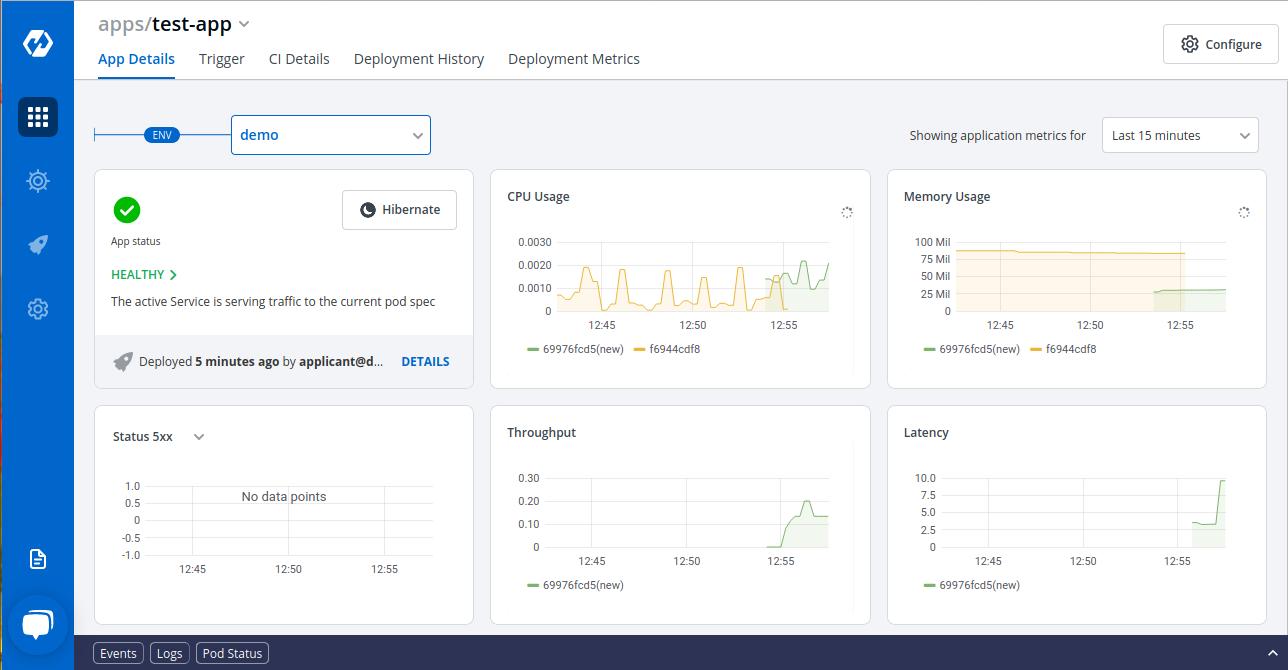 apps/test-app
App Details Trigger CI Details Deployment History Deployment Metrics
Configure
ENV
demo
Showing application metrics for
Last 15 minutes
Hibernate
App status
HEALTHY
The active Service is serving traffic to the current pod spec
Deployed 5 minutes ago by applicant@d...
DETAILS
CPU Usage
0.0030
0.0020
0.0010
0
12:45 12:50 12:55
69976fcd5(new) f6944cdf8
Memory Usage
100 Mil
75 Mil
50 Mil
25 Mil
0
12:45 12:50 12:55
69976fcd5(new) f6944cdf8
Status 5xx
No data points
1.0
0.5
0
-0.5
-1.0
12:45 12:50 12:55
Throughput
0.30
0.20
0.10
0
12:45 12:50 12:55
69976fcd5(new)
Latency
10.0
7.5
5.0
2.5
0
12:45 12:50 12:55
69976fcd5(new)
Events Logs Pod Status